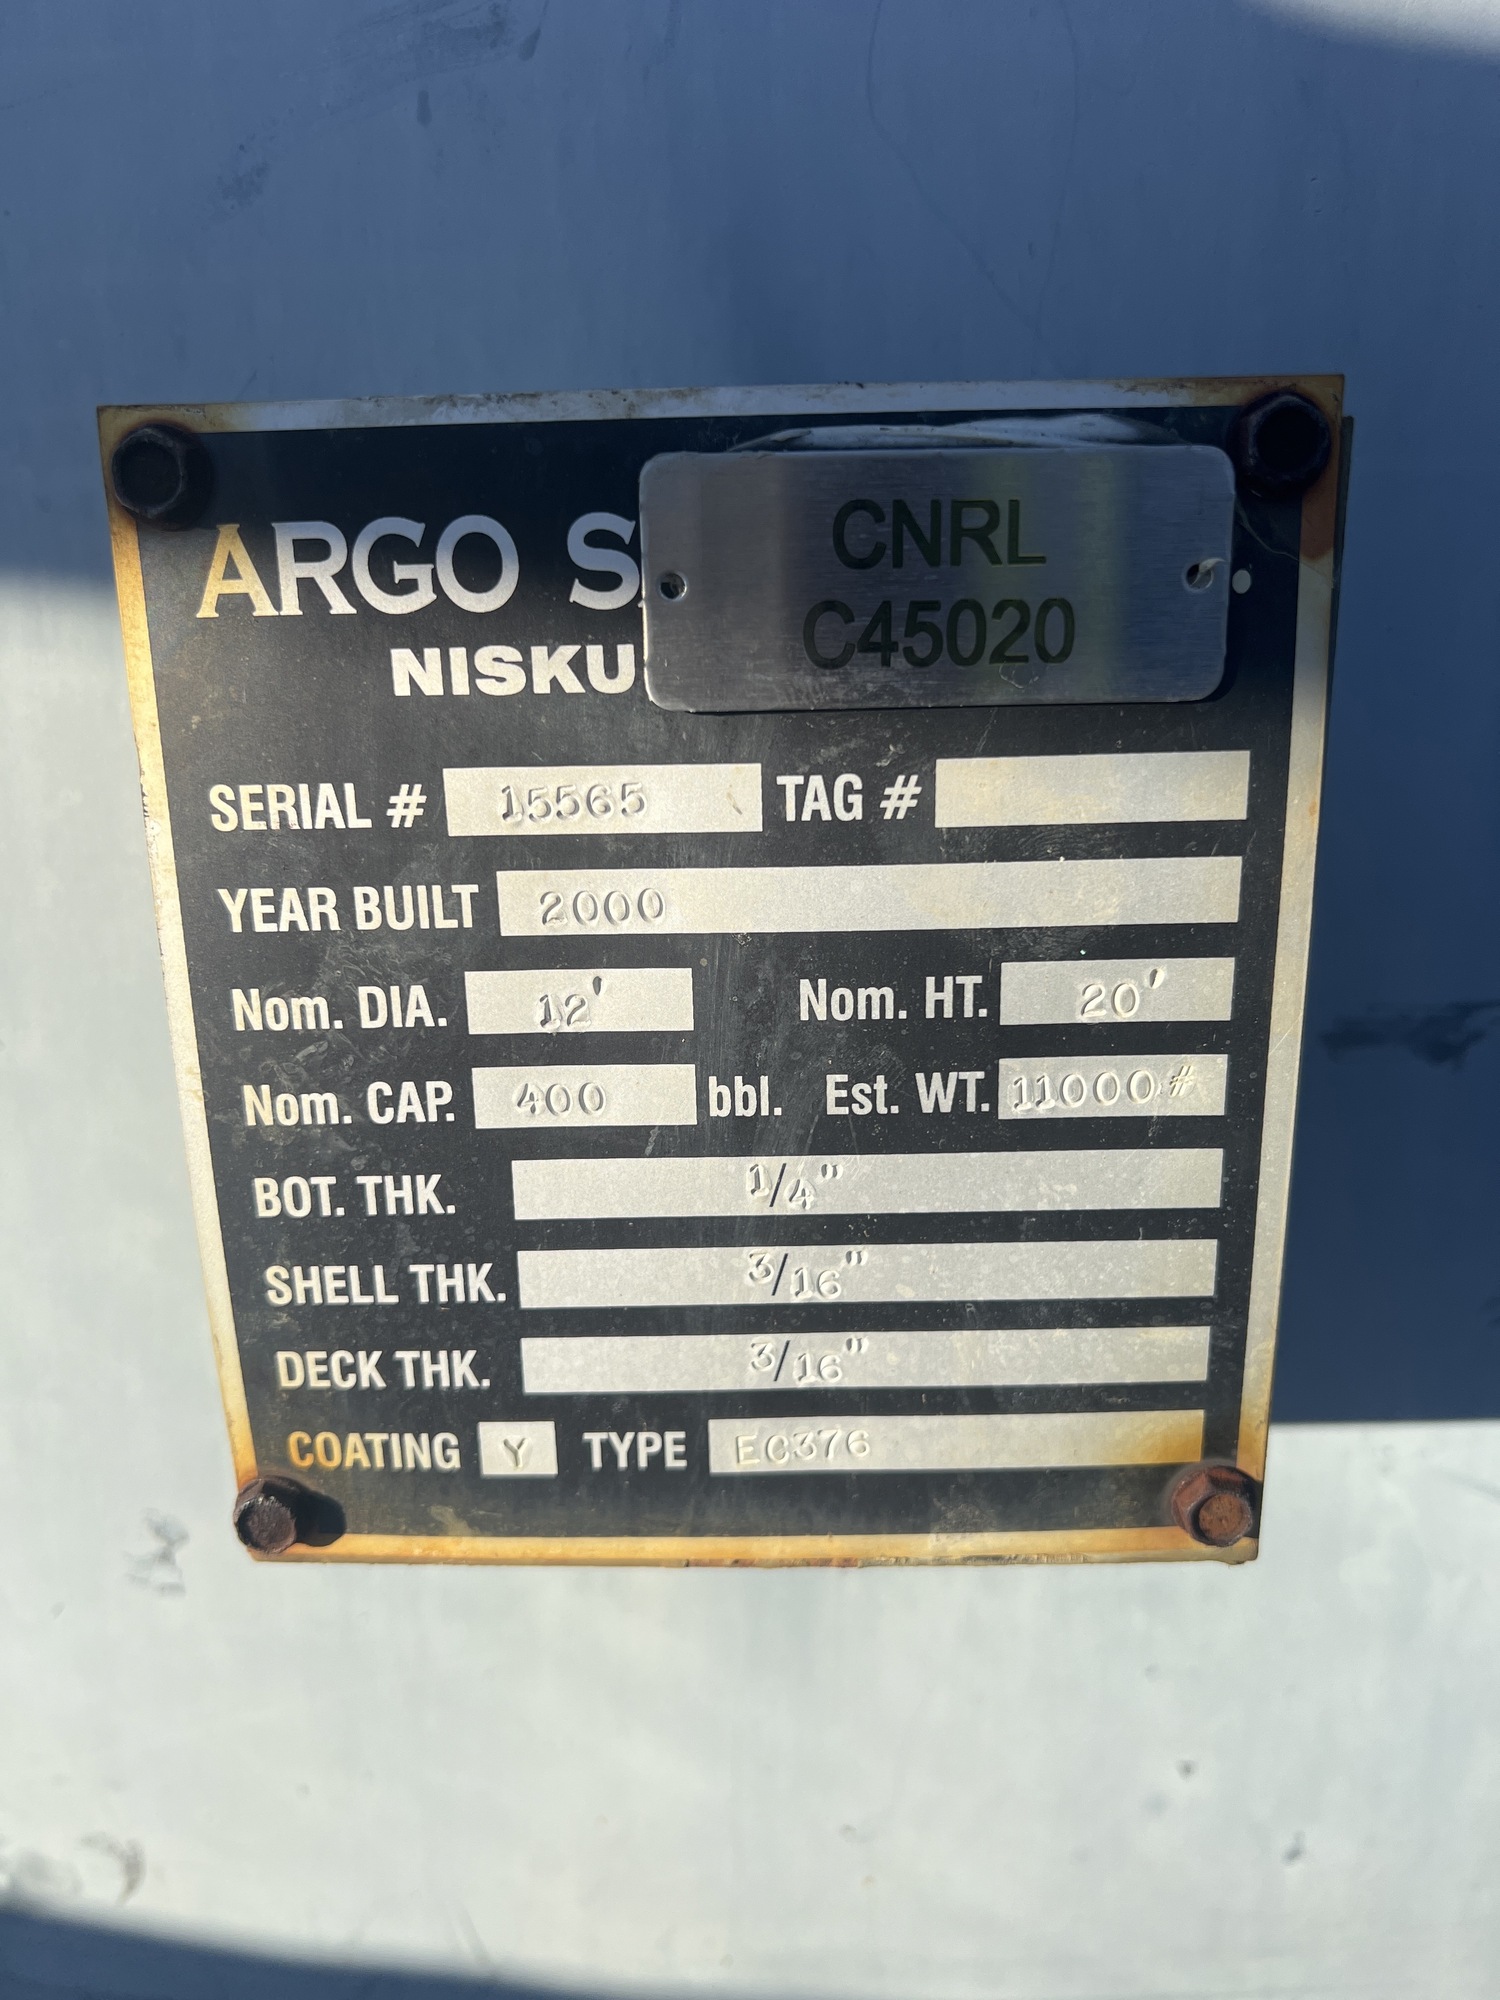 ARGO SA
NISKU
CNRL
C45020
SERIAL # 15565 TAG #
YEAR BUILT 2000
Nom. DIA. 12' Nom. HT. 20'
Nom. CAP. 400 bbl. Est. WT. 11000#
BOT. THK. 1/4"
SHELL THK. 3/16"
DECK THK. 3/16"
COATING Y TYPE EC376